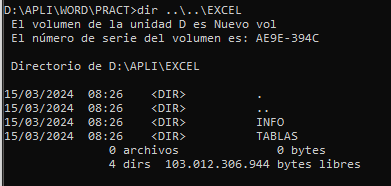 D:\APLI\WORD\PRACT>dir ..\..\EXCEL
 El volumen de la unidad D es Nuevo vol
 El número de serie del volumen es: AE9E-394C

 Directorio de D:\APLI\EXCEL

15/03/2024  08:26    <DIR>          .
15/03/2024  08:26    <DIR>          ..
15/03/2024  08:26    <DIR>          INFO
15/03/2024  08:26    <DIR>          TABLAS
               0 archivos              0 bytes
               4 dirs  103.012.306.944 bytes libres